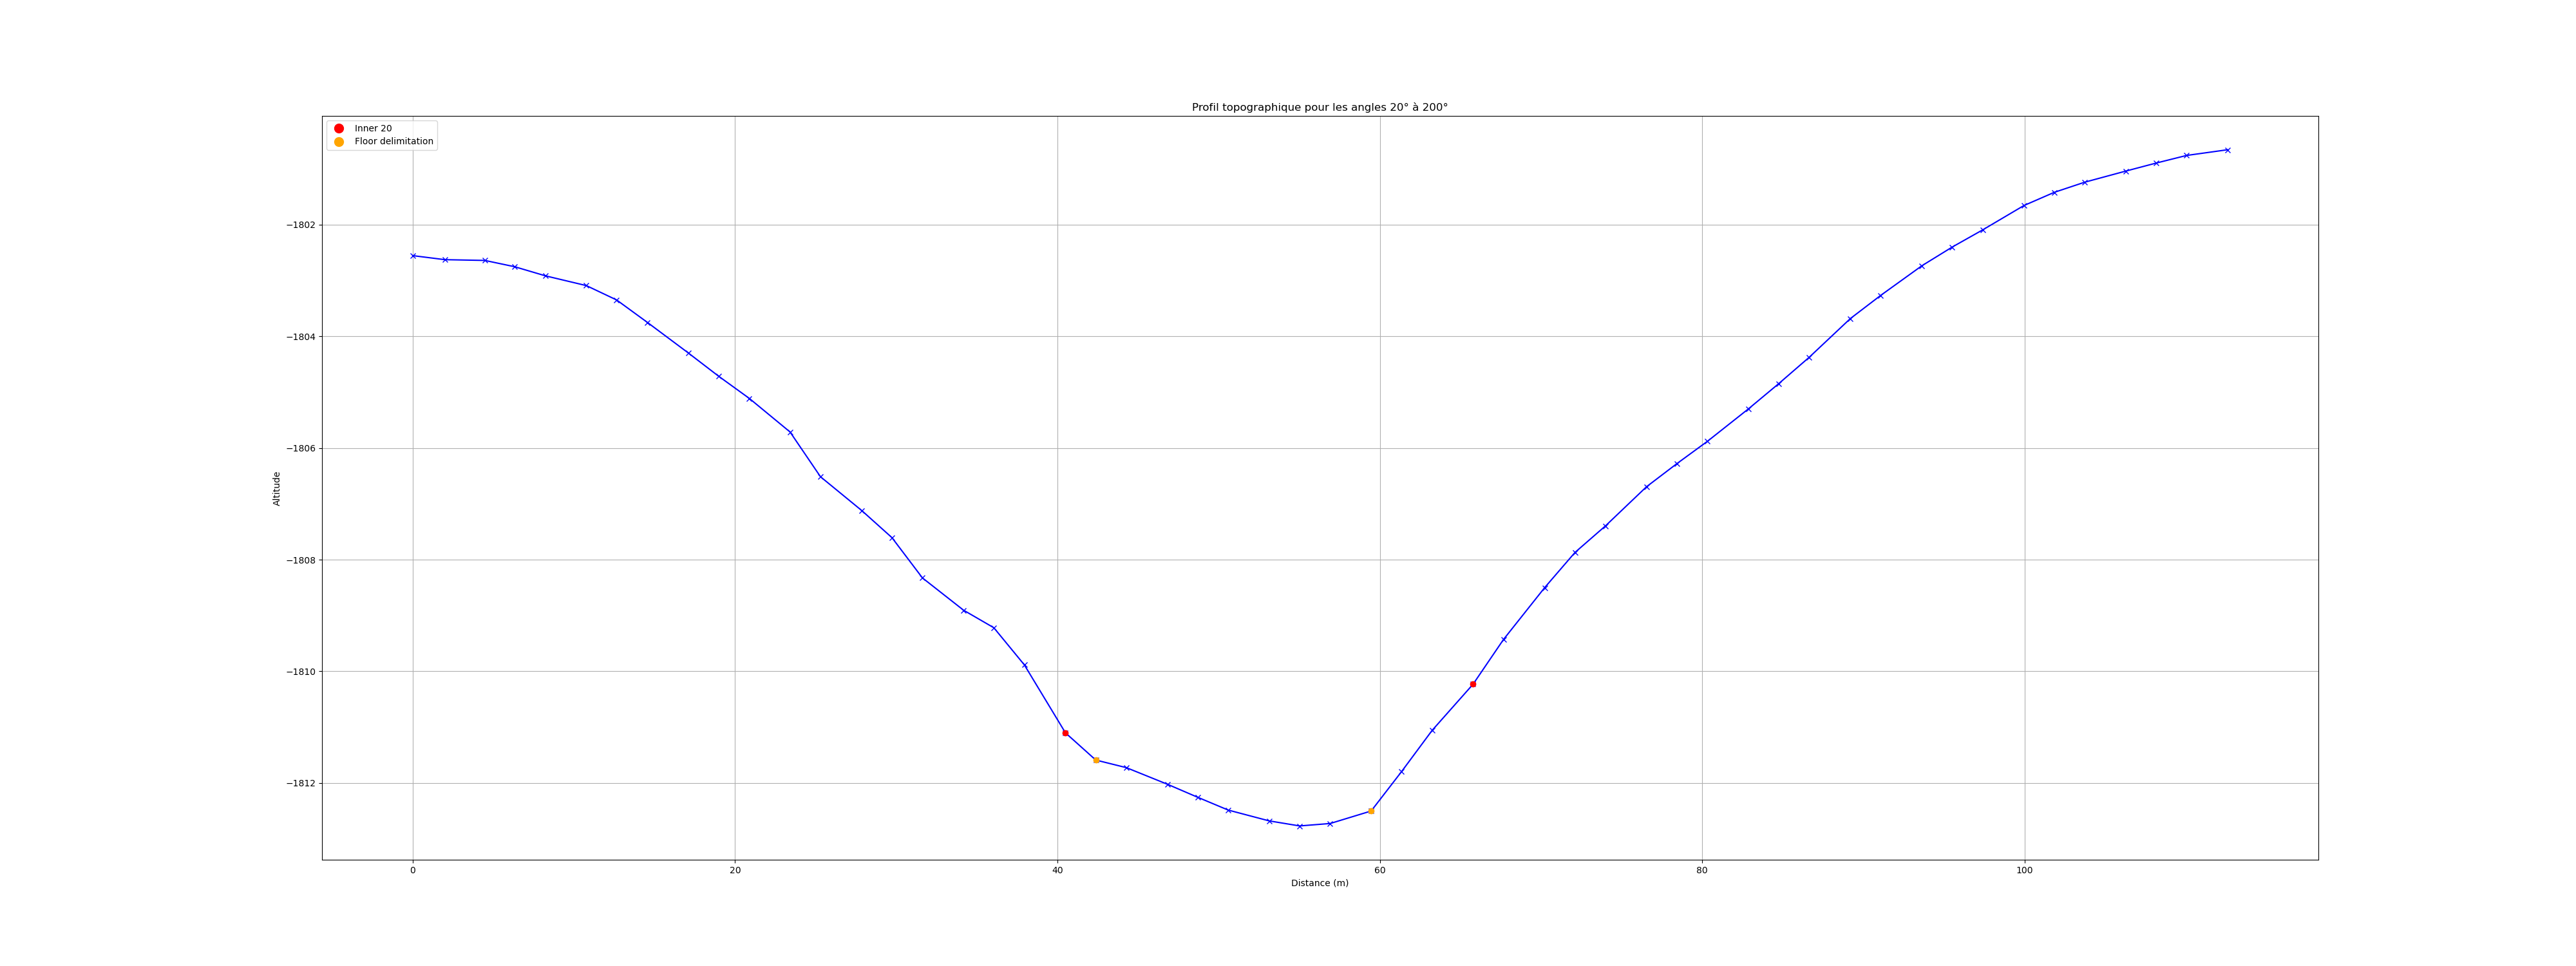 Profil topographique pour les angles 20° à 200°
Inner 20
Floor delimitation
−1802
−1804
−1806
−1808
−1810
−1812
Altitude
0 20 40 60 80 100
Distance (m)